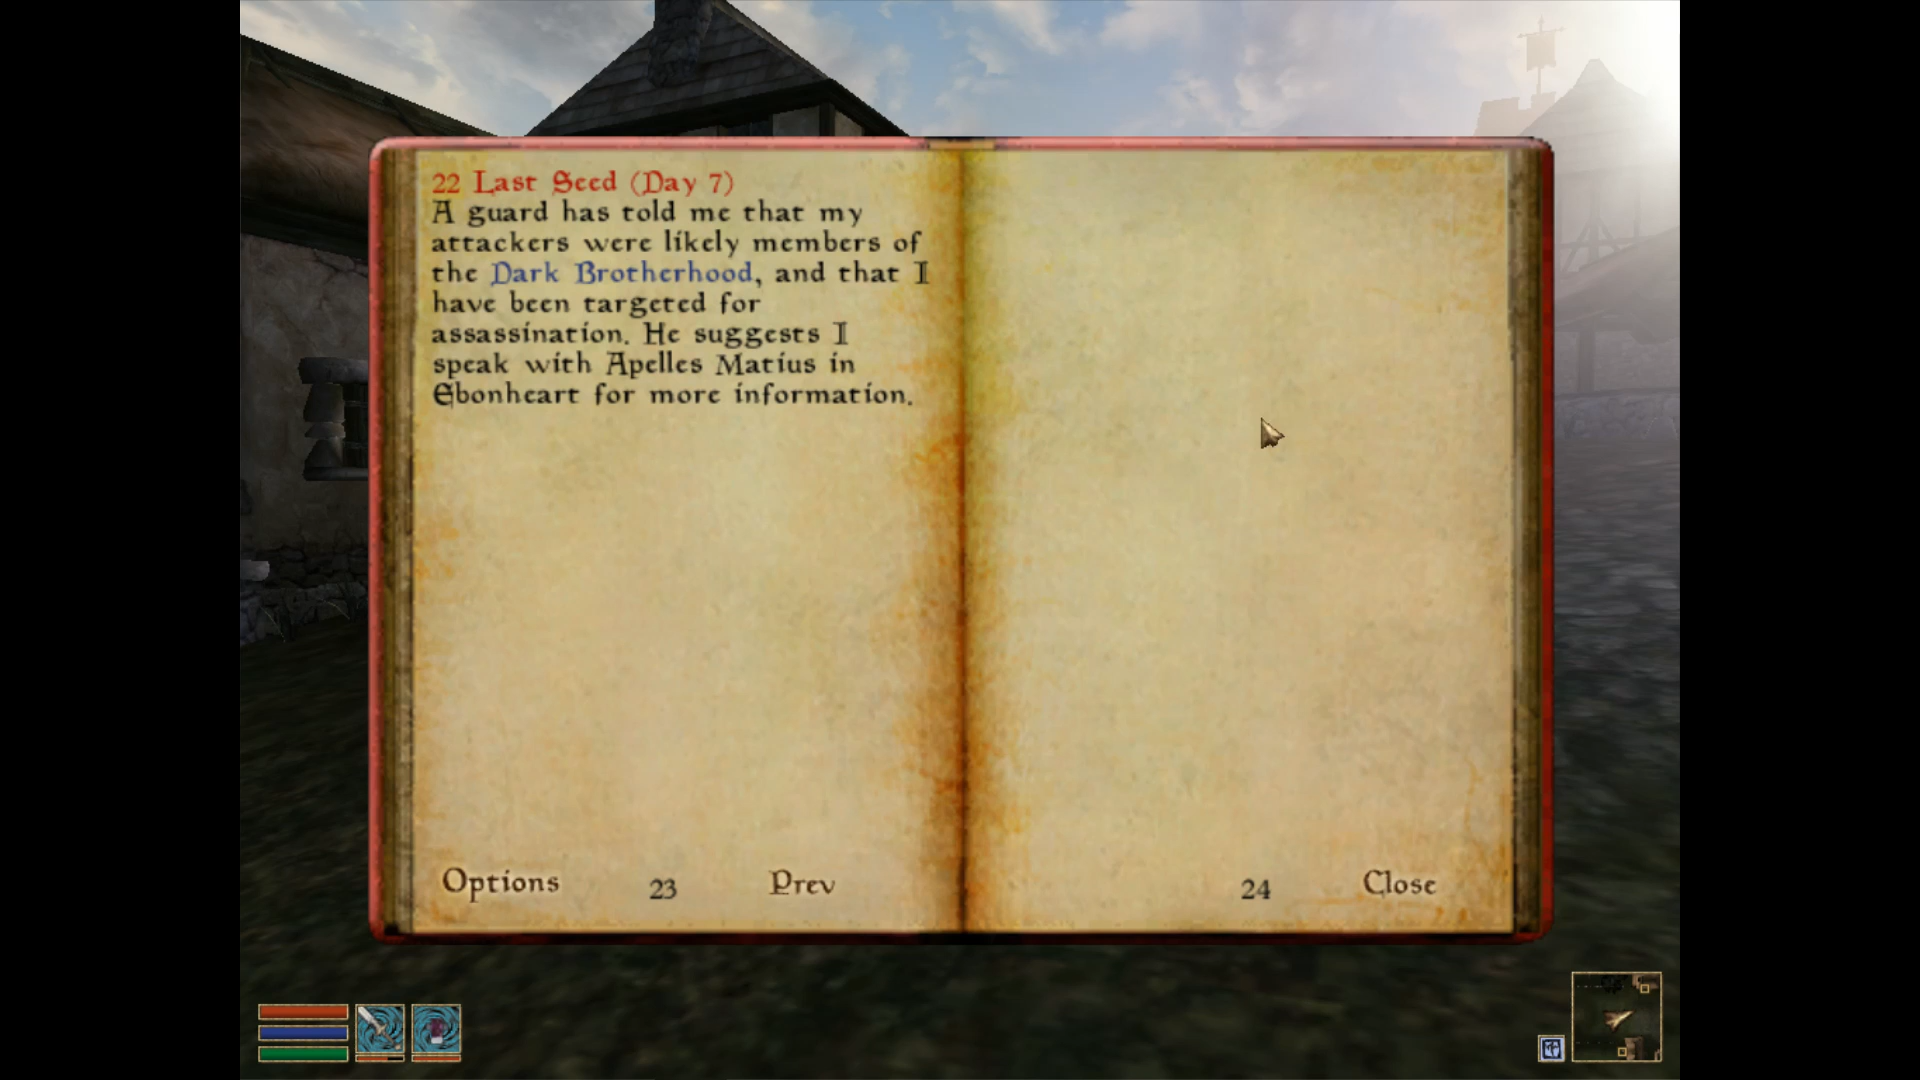 22 Last Seed (Day 7)
A guard has told me that my
attackers were likely members of
the Dark Brotherhood, and that I
have been targeted for
assassination. He suggests I
speak with Apelles Matius in
Ebonheart for more information.
Options 23 Prev 24 Close